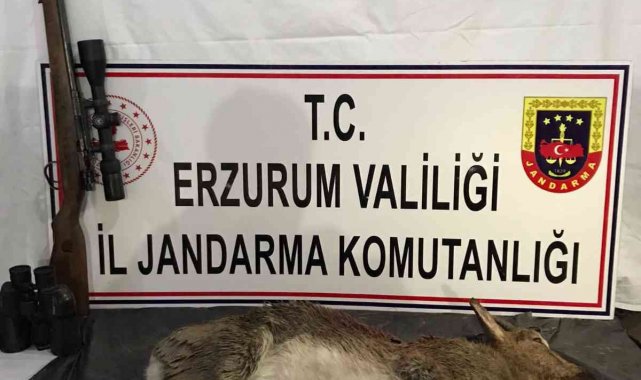 T.C.
ERZURUM VALİLİĞİ
İL JANDARMA KOMUTANLIĞI
JANDARMA